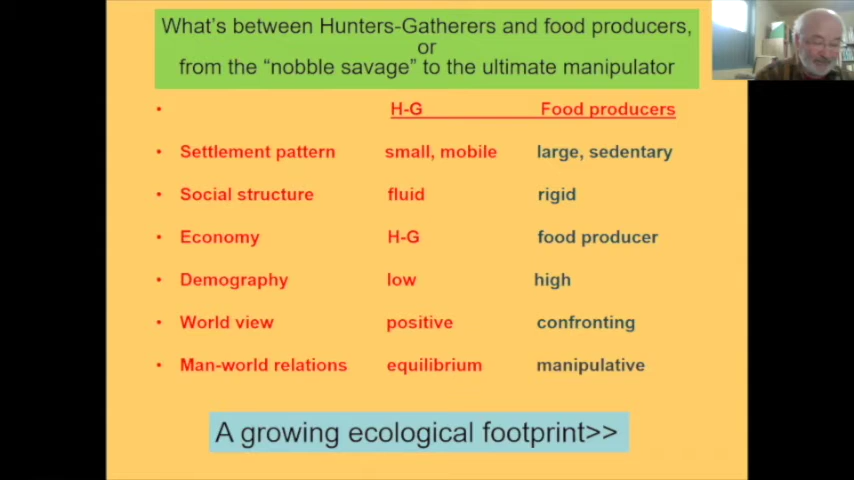 What's between Hunters-Gatherers and food producers,
or
from the “nobble savage” to the ultimate manipulator
• H-G Food producers
• Settlement pattern small, mobile large, sedentary
• Social structure fluid rigid
• Economy H-G food producer
• Demography low high
• World view positive confronting
• Man-world relations equilibrium manipulative
A growing ecological footprint>>